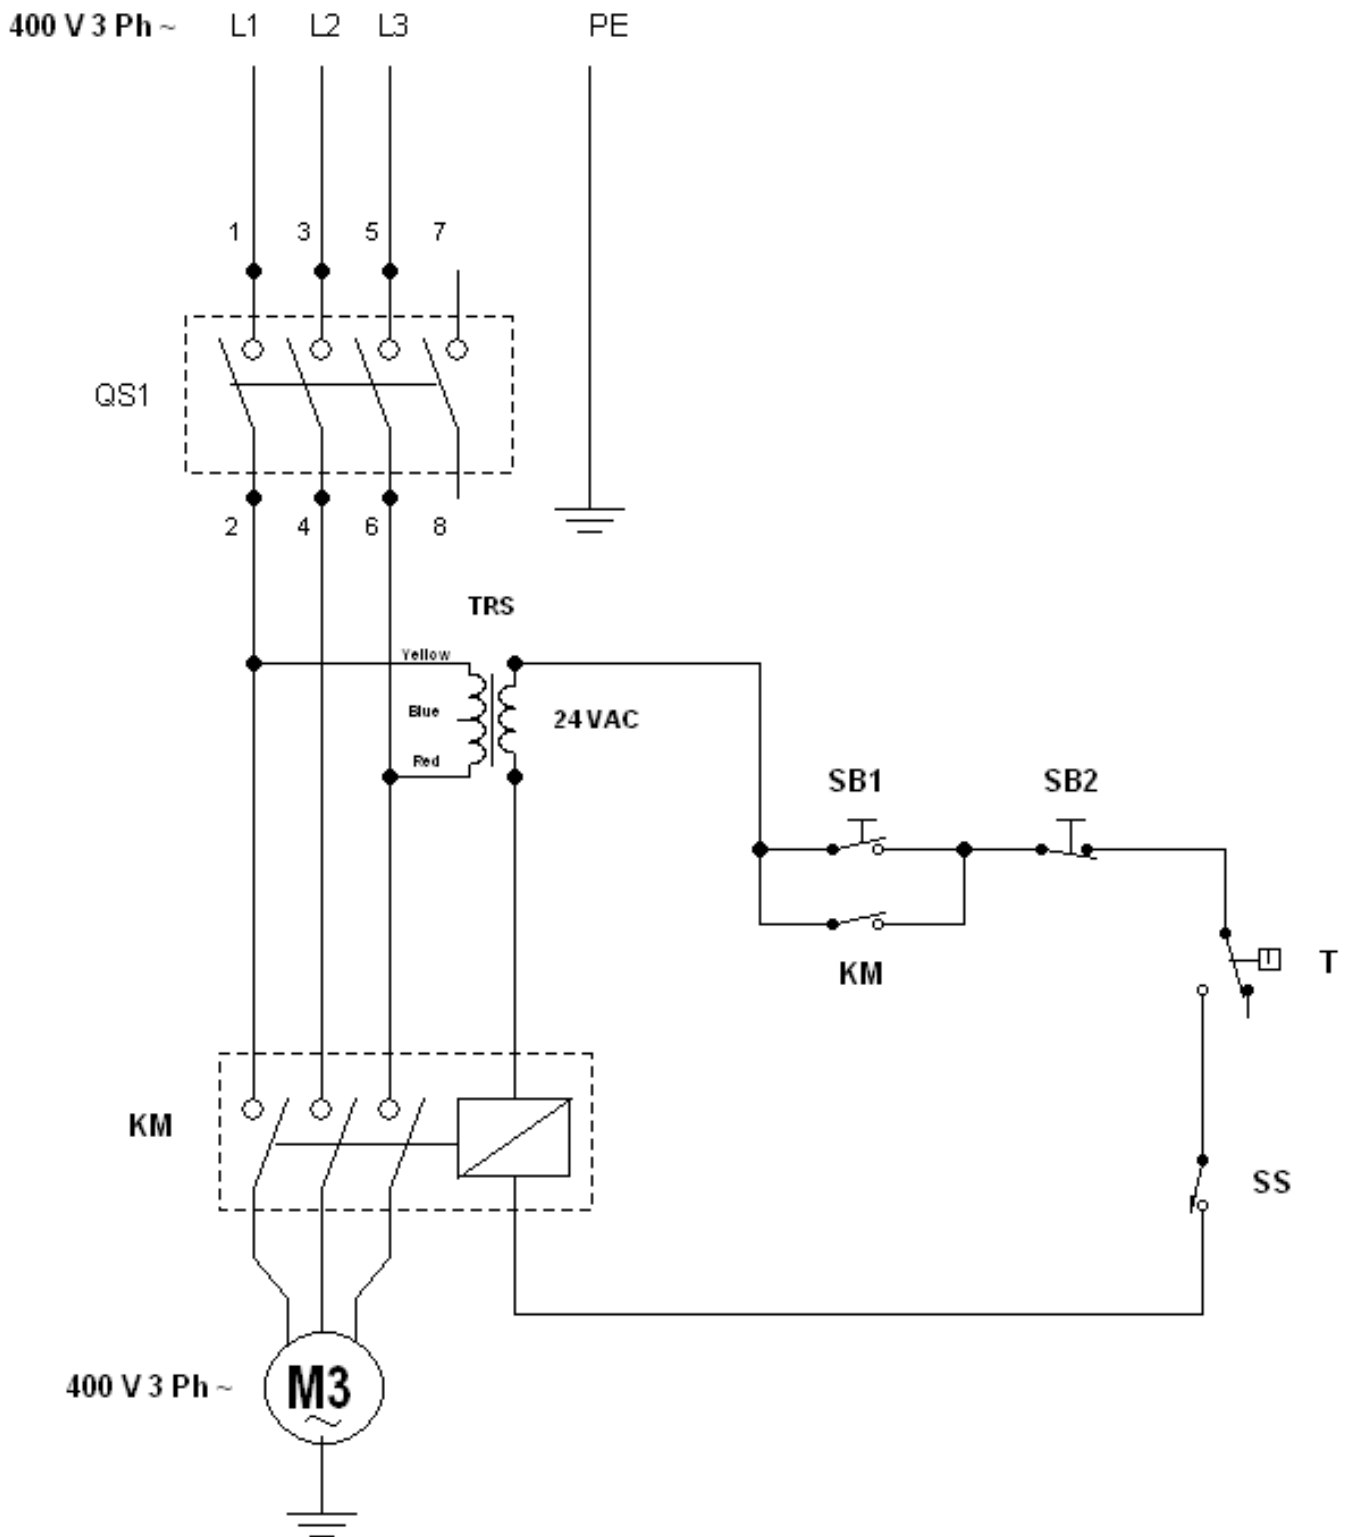 400 V 3 Ph ~ L1 L2 L3 PE
1 3 5 7
QS1
2 4 6 8
TRS
Yellow
Blue 24 VAC
Red
SB1 SB2
KM T
KM SS
400 V 3 Ph ~ M3 ~